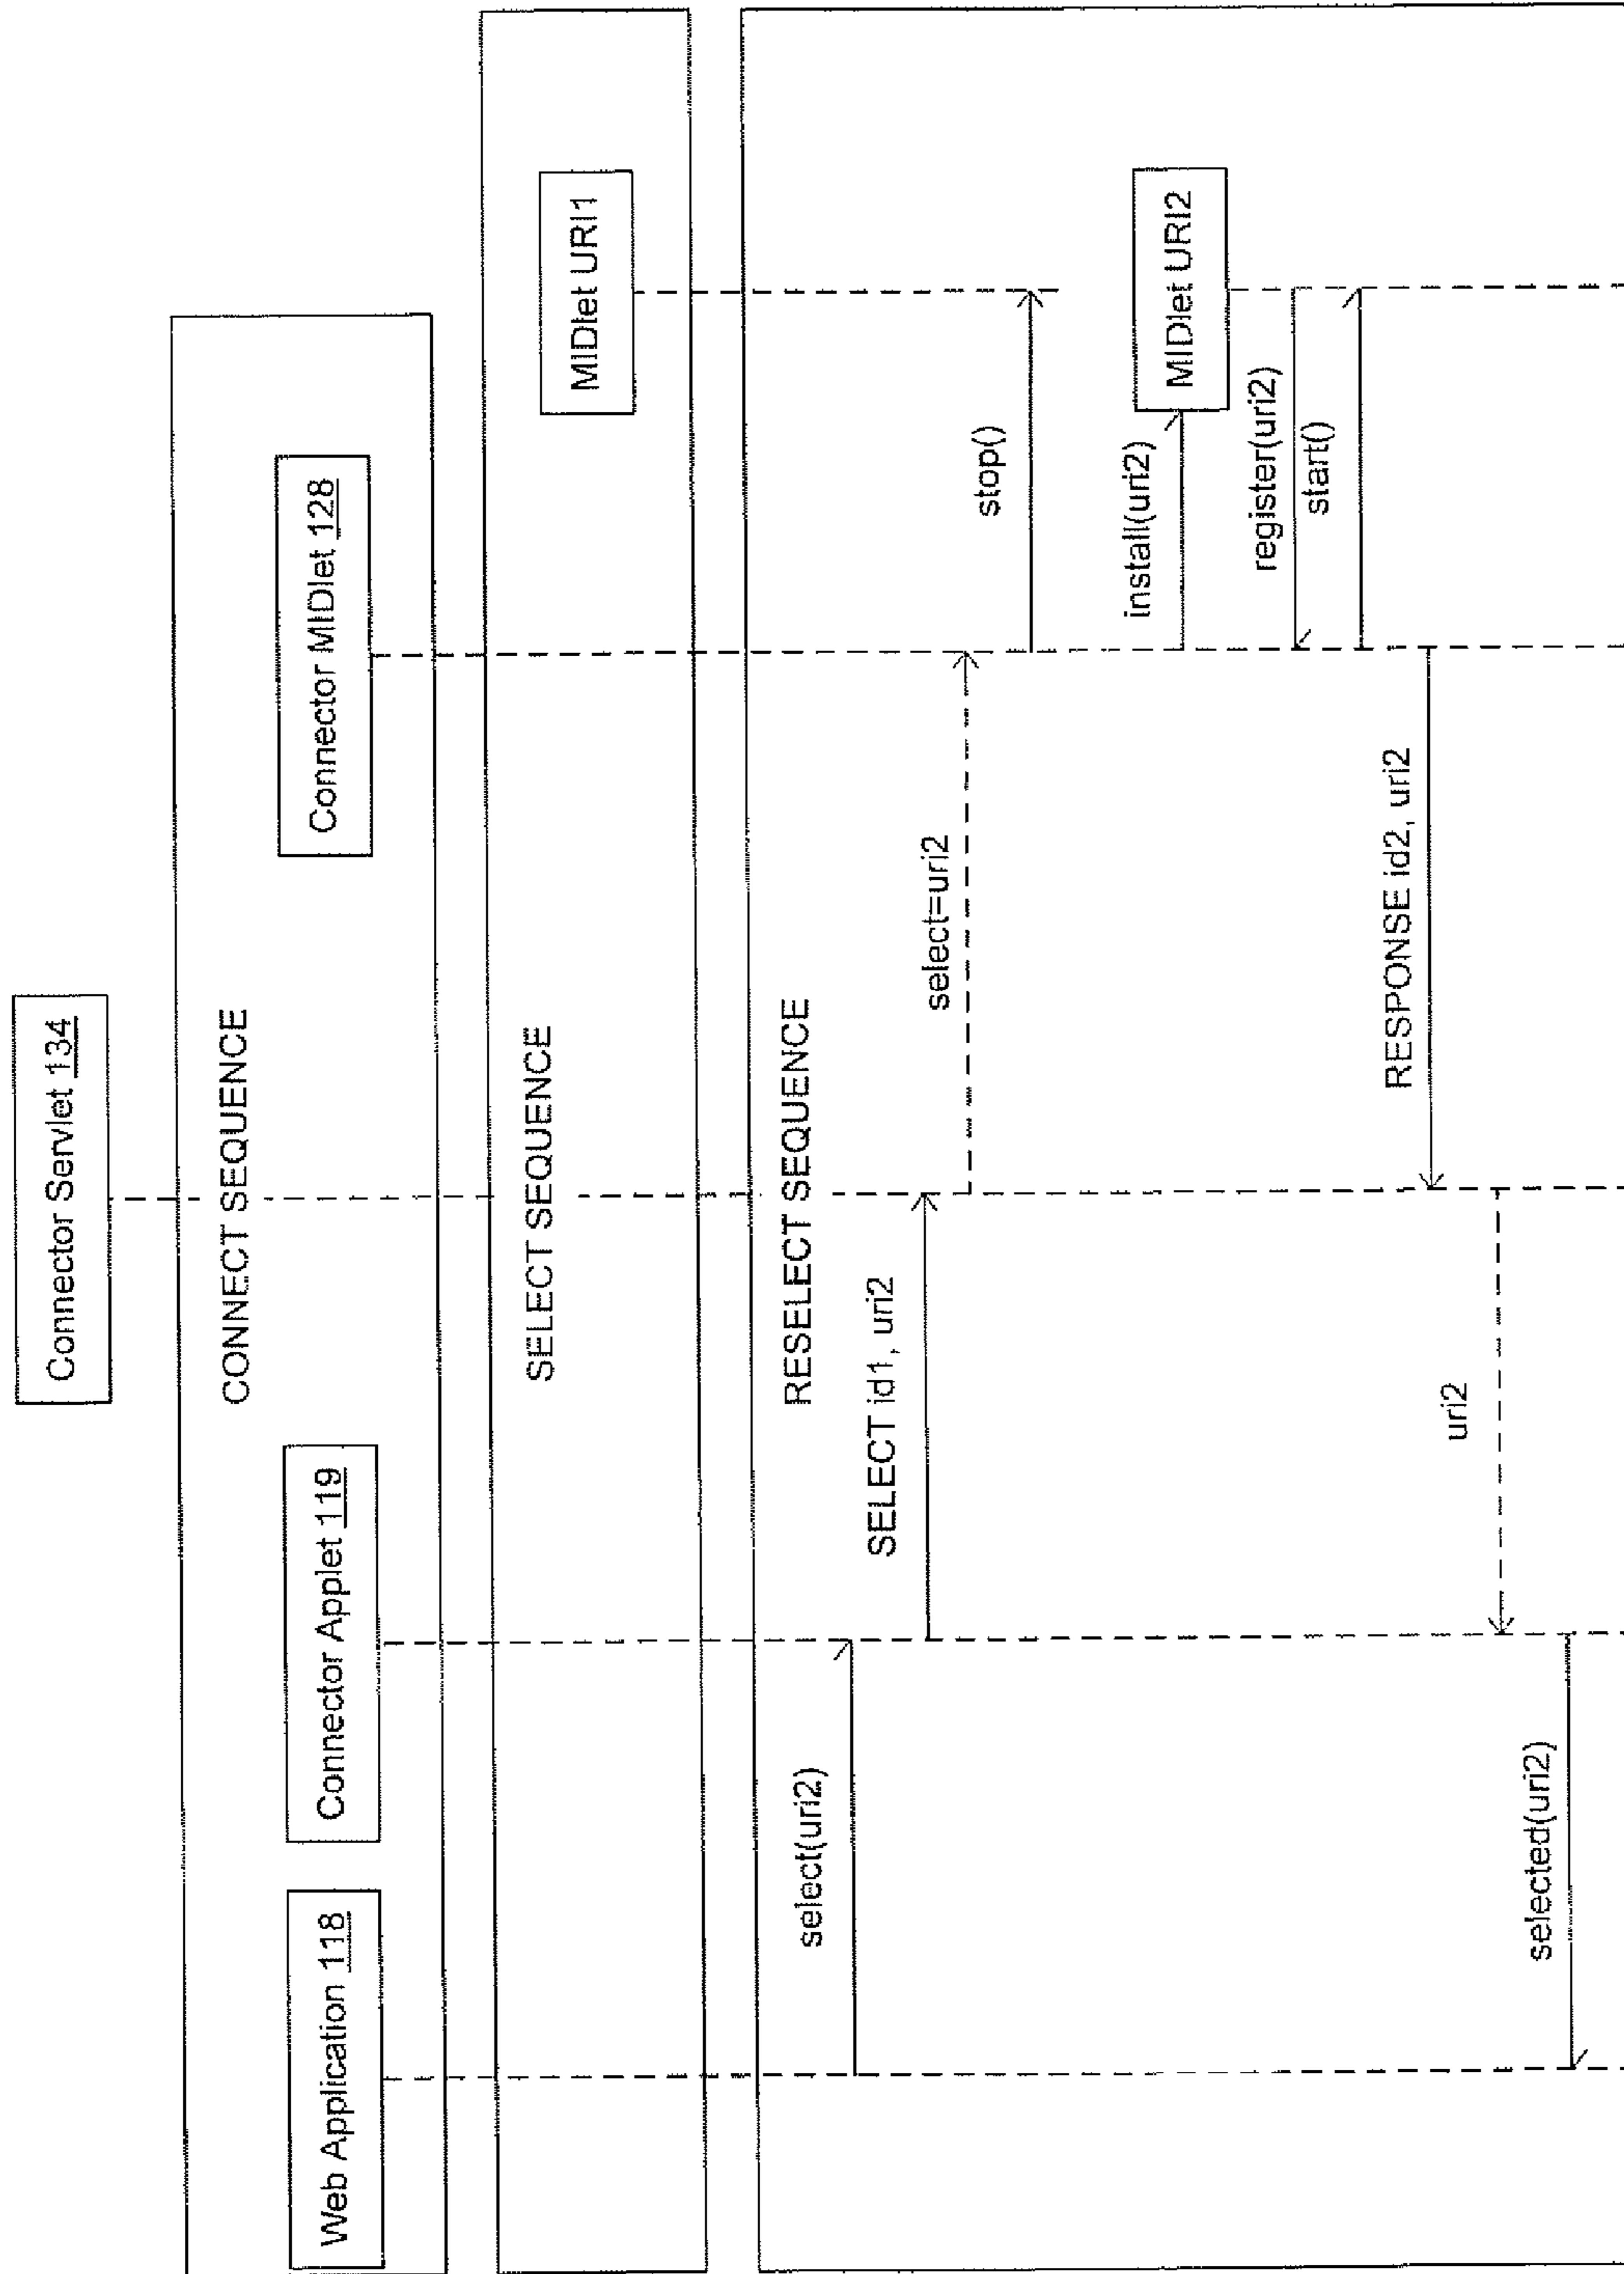 Connector Servlet 134
CONNECT SEQUENCE
Web Application 118
Connector Applet 119
Connector MIDlet 128
SELECT SEQUENCE
MIDlet URI1
RESELECT SEQUENCE
select(uri2)
SELECT id1, uri2
select=uri2
stop()
install(uri2)
MIDlet URI2
register(uri2)
start()
RESPONSE id2, uri2
uri2
selected(uri2)